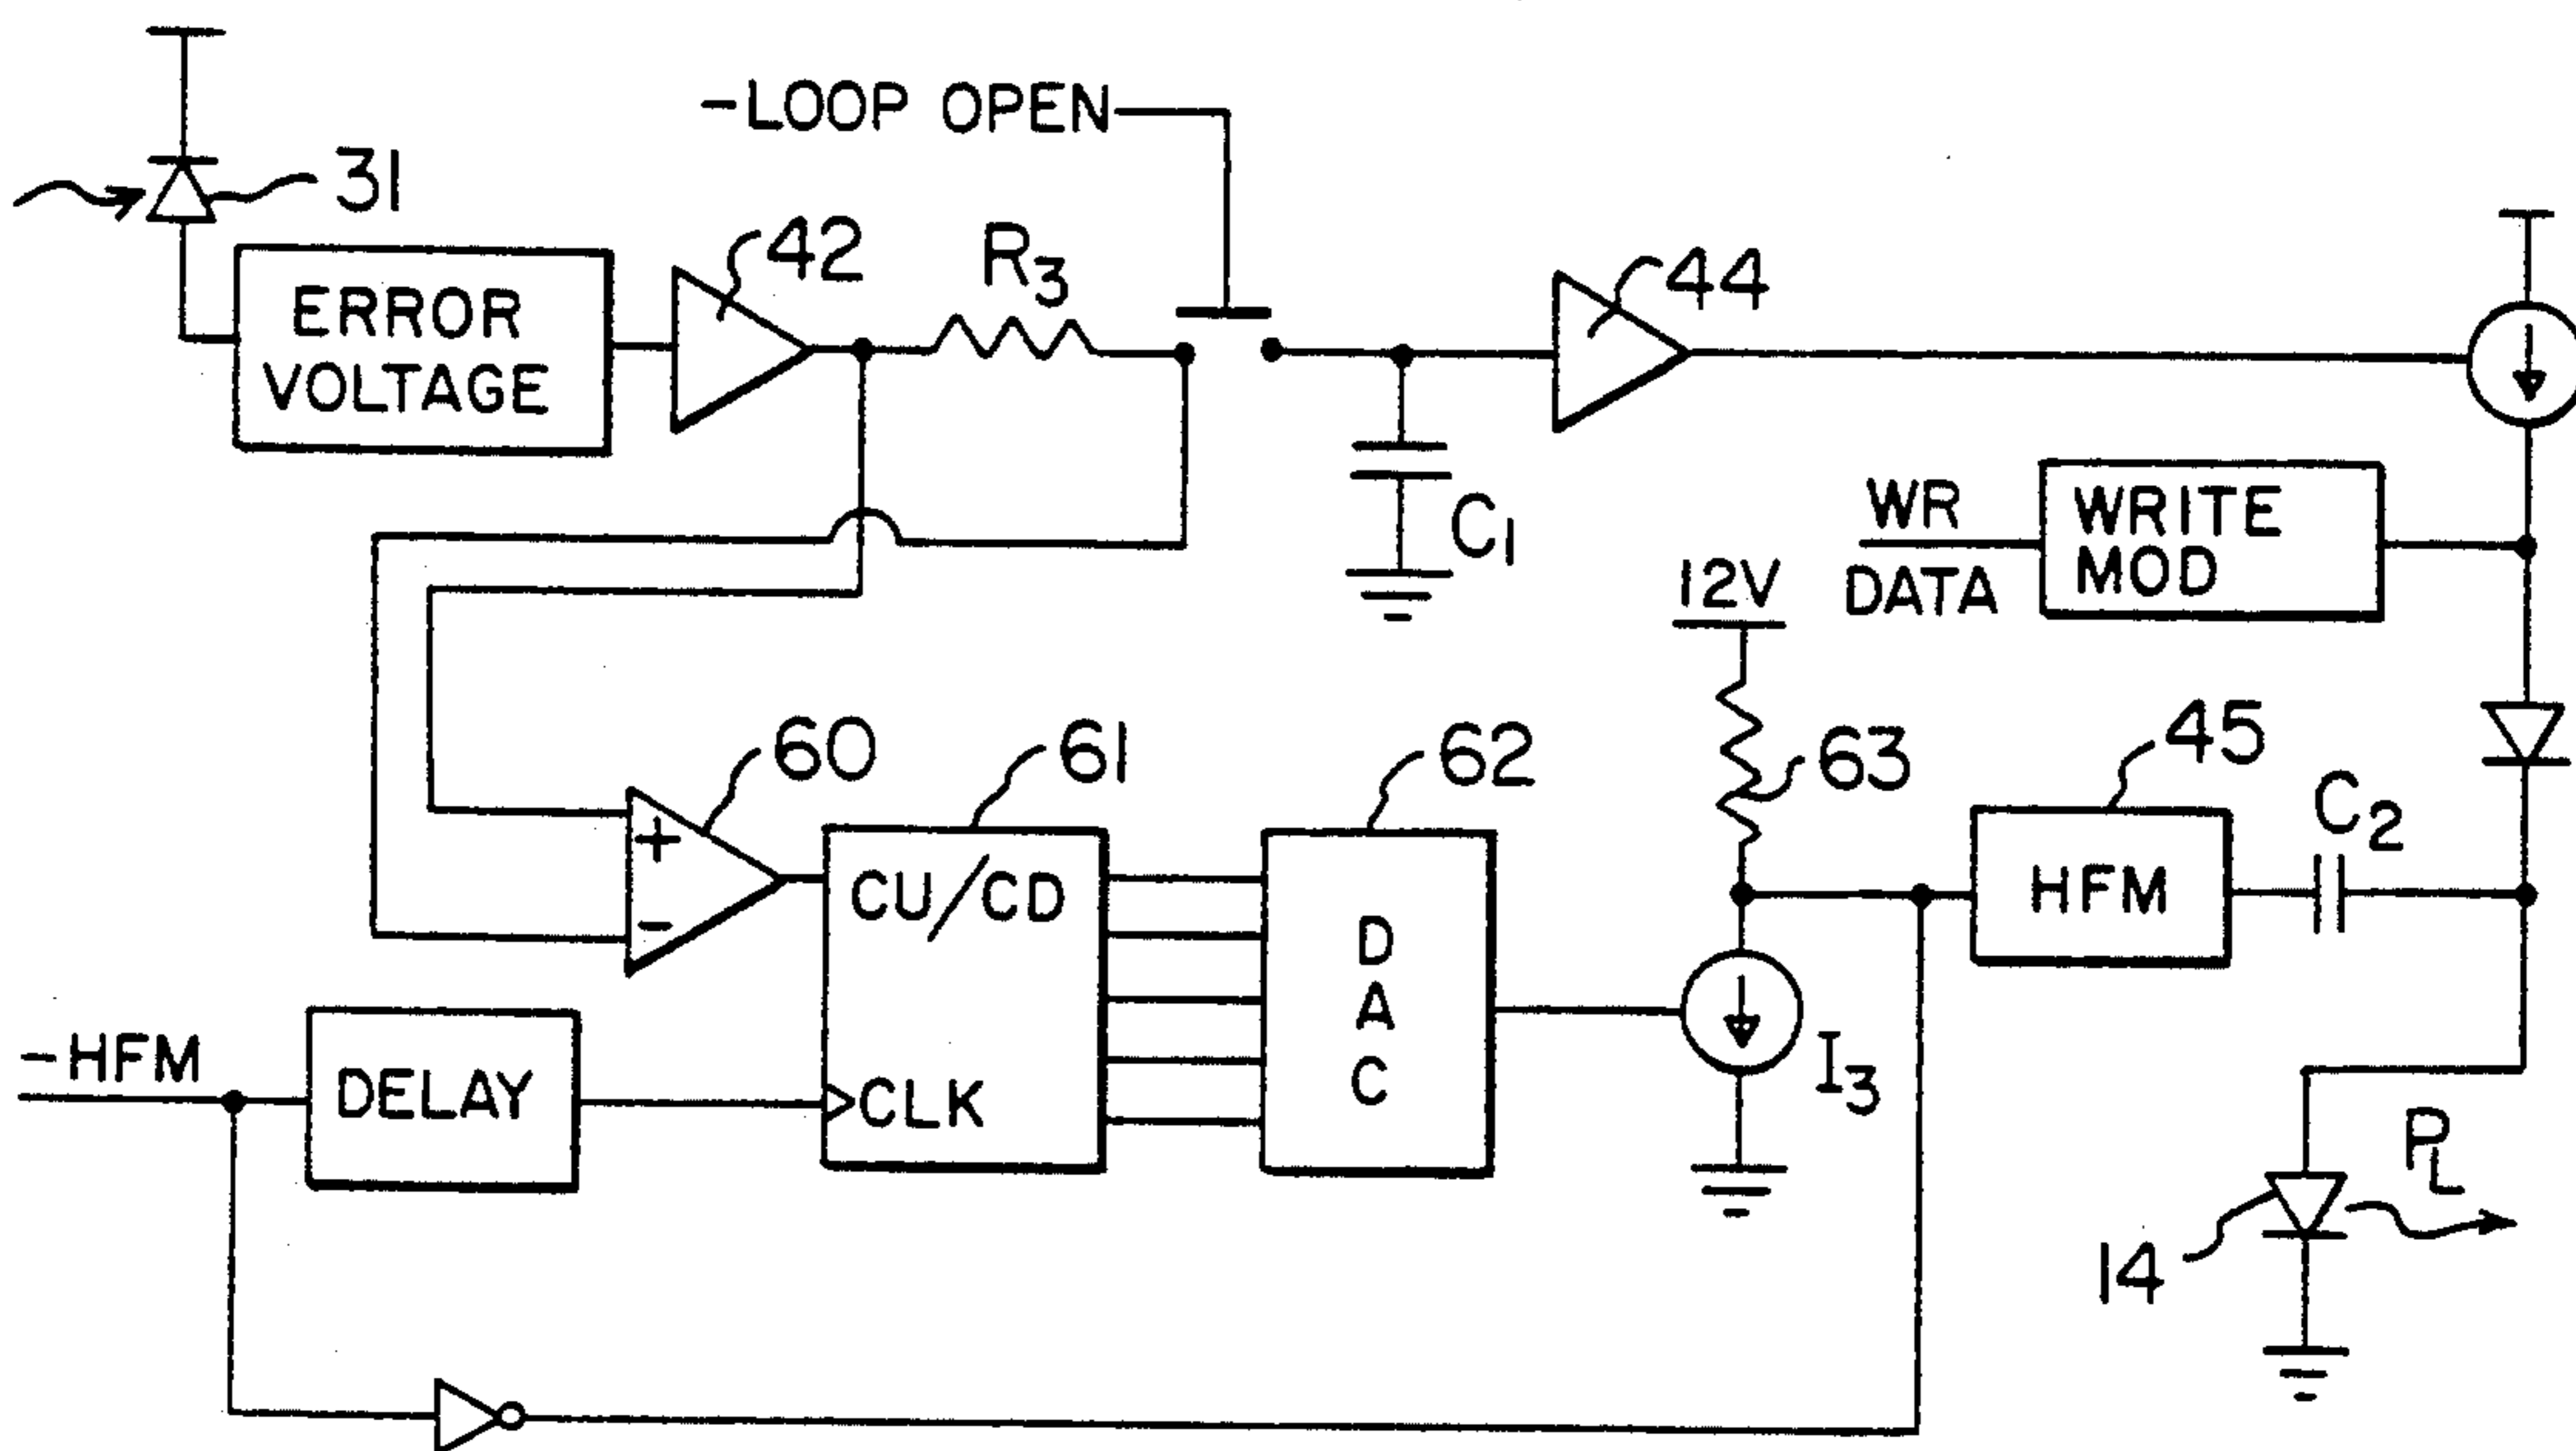 -LOOP OPEN
31
42
R3
44
ERROR
VOLTAGE
C1
WR
DATA
WRITE
MOD
12V
60
61
62
63
45
C2
+
-
CU/CD
CLK
D
A
C
HFM
I3
-HFM
DELAY
PL
14